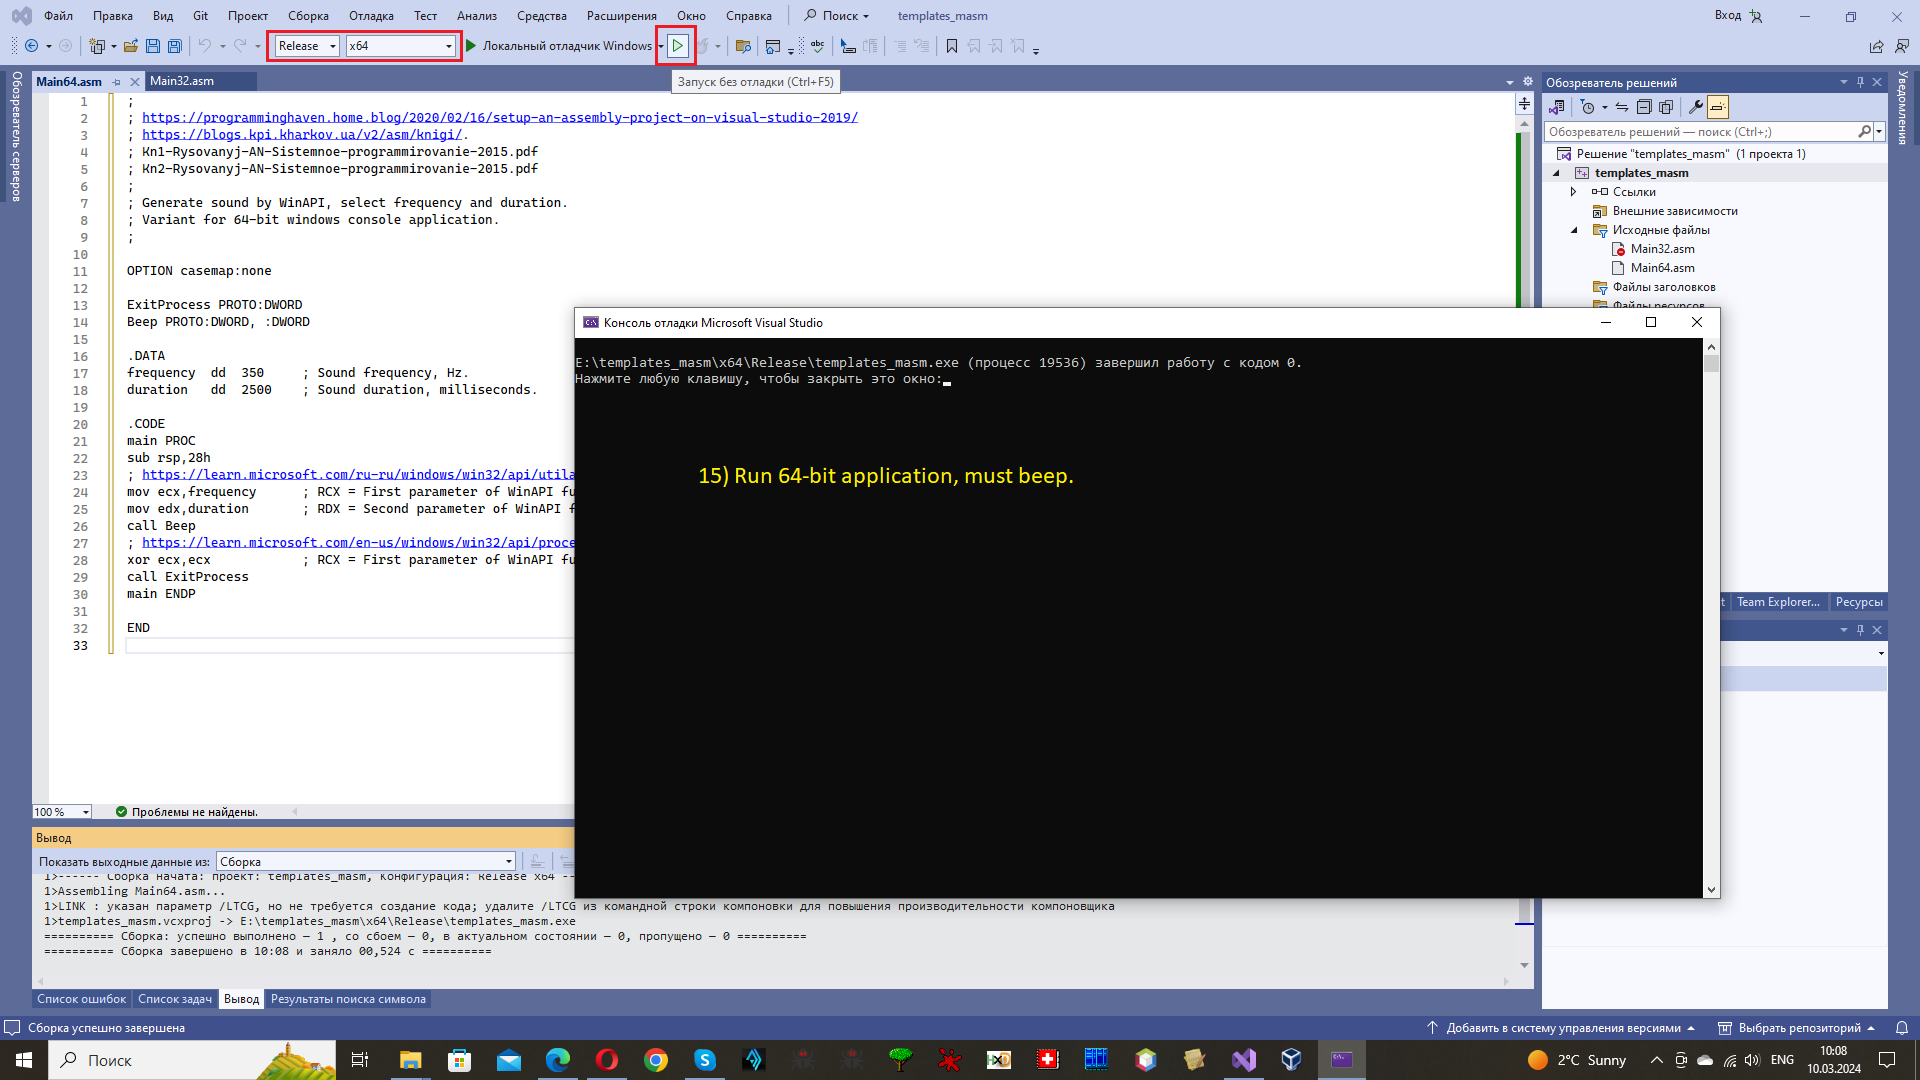 Файл Правка Вид Git Проект Сборка Отладка Тест Анализ Средства Расширения Окно Справка Поиск templates_masm Вход
Release x64 Локальный отладчик Windows
Запуск без отладки (Ctrl+F5)
Обозреватель серверов
Уведомления
Main64.asm Main32.asm
1 ;
2 ; https://programminghaven.home.blog/2020/02/16/setup-an-assembly-project-on-visual-studio-2019/
3 ; https://blogs.kpi.kharkov.ua/v2/asm/knigi/.
4 ; Kn1-Rysovanyj-AN-Sistemnoe-programmirovanie-2015.pdf
5 ; Kn2-Rysovanyj-AN-Sistemnoe-programmirovanie-2015.pdf
6 ;
7 ; Generate sound by WinAPI, select frequency and duration.
8 ; Variant for 64-bit windows console application.
9 ;
10
11 OPTION casemap:none
12
13 ExitProcess PROTO:DWORD
14 Beep PROTO:DWORD, :DWORD
15
16 .DATA
17 frequency dd 350 ; Sound frequency, Hz.
18 duration dd 2500 ; Sound duration, milliseconds.
19
20 .CODE
21 main PROC
22 sub rsp,28h
23 ; https://learn.microsoft.com/ru-ru/windows/win32/api/utila
24 mov ecx,frequency ; RCX = First parameter of WinAPI fu
25 mov edx,duration ; RDX = Second parameter of WinAPI f
26 call Beep
27 ; https://learn.microsoft.com/en-us/windows/win32/api/proce
28 xor ecx,ecx ; RCX = First parameter of WinAPI fu
29 call ExitProcess
30 main ENDP
31
32 END
33
Обозреватель решений
Обозреватель решений — поиск (Ctrl+;)
Решение "templates_masm" (1 проекта 1)
templates_masm
Ссылки
Внешние зависимости
Исходные файлы
Main32.asm
Main64.asm
Файлы заголовков
Файлы ресурсов
Консоль отладки Microsoft Visual Studio
E:\templates_masm\x64\Release\templates_masm.exe (процесс 19536) завершил работу с кодом 0.
Нажмите любую клавишу, чтобы закрыть это окно:
15) Run 64-bit application, must beep.
t Team Explorer... Ресурсы
100 % Проблемы не найдены.
Вывод
Показать выходные данные из: Сборка
1>------ Сборка начата: проект: templates_masm, Конфигурация: Release x64 --
1>Assembling Main64.asm...
1>LINK : указан параметр /LTCG, но не требуется создание кода; удалите /LTCG из командной строки компоновки для повышения производительности компоновщика
1>templates_masm.vcxproj -> E:\templates_masm\x64\Release\templates_masm.exe
========== Сборка: успешно выполнено — 1 , со сбоем — 0, в актуальном состоянии — 0, пропущено — 0 ==========
========== Сборка завершено в 10:08 и заняло 00,524 с ==========
Список ошибок Список задач Вывод Результаты поиска символа
Сборка успешно завершена Добавить в систему управления версиями Выбрать репозиторий
Поиск 2°C Sunny ENG 10:08
10.03.2024